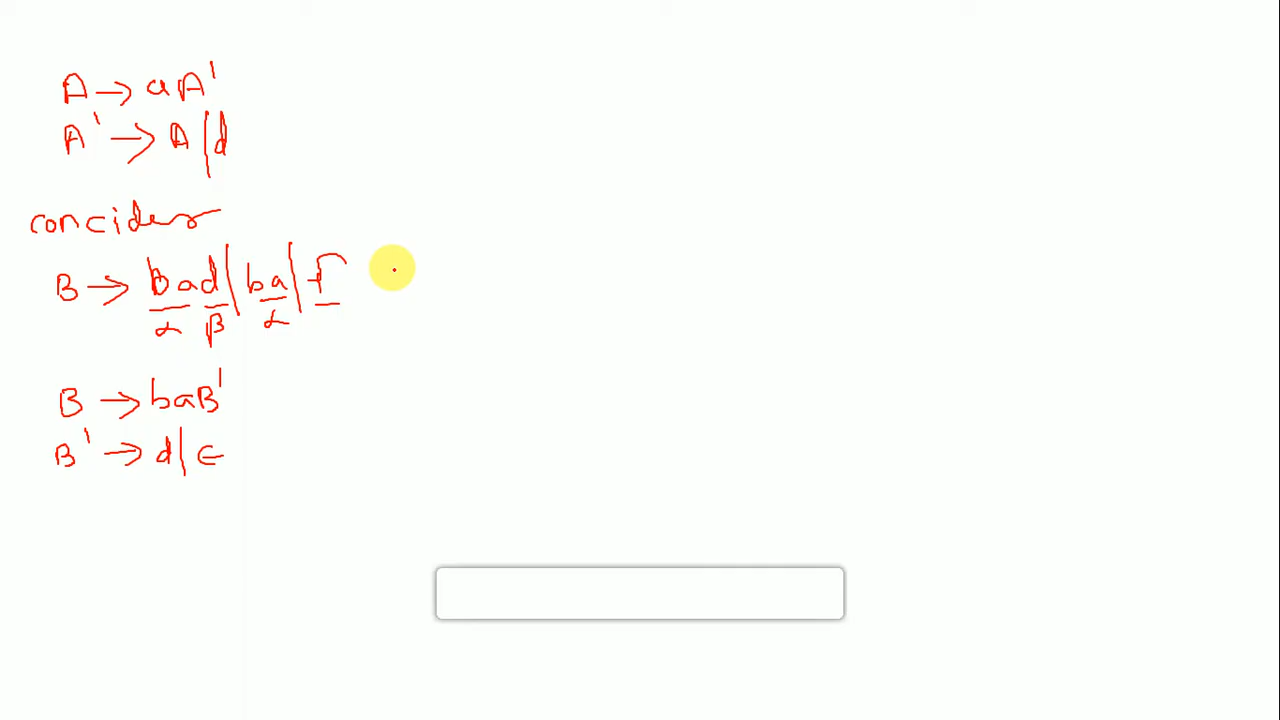 A → aA'
A' → A|d
concider
B → bad|ba|f
α β α
B → baB'
B' → d|ϵ